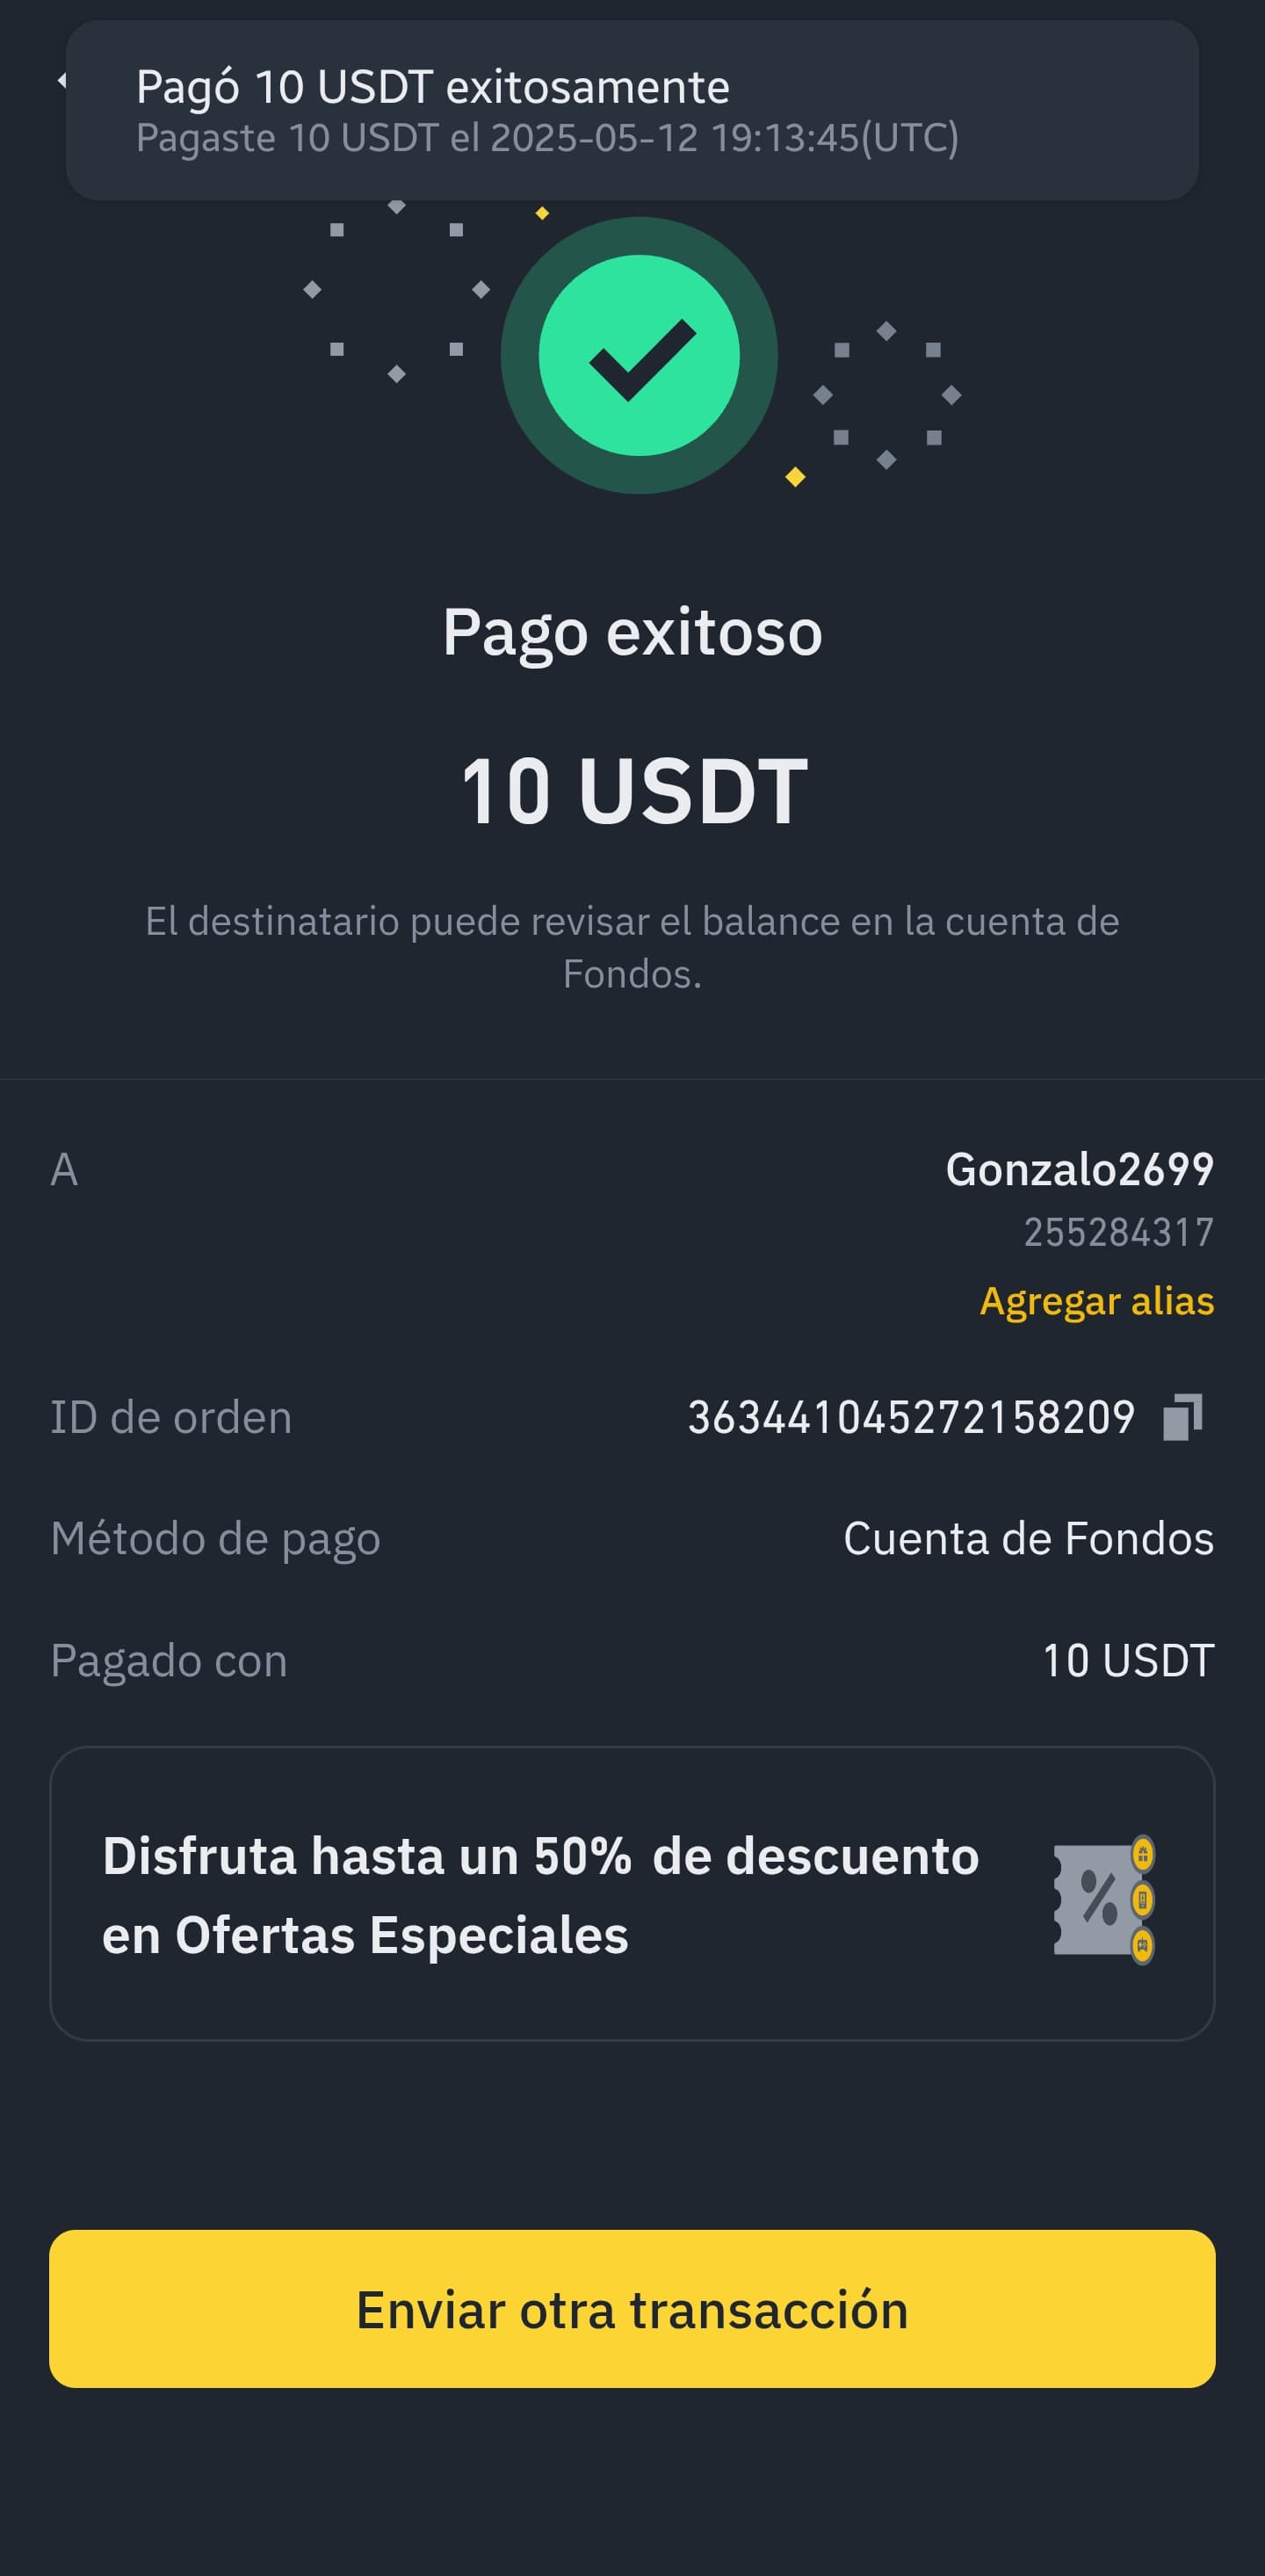 Pagó 10 USDT exitosamente
Pagaste 10 USDT el 2025-05-12 19:13:45(UTC)
Pago exitoso
10 USDT
El destinatario puede revisar el balance en la cuenta de
Fondos.
A
Gonzalo2699
255284317
Agregar alias
ID de orden 363441045272158209
Método de pago Cuenta de Fondos
Pagado con 10 USDT
Disfruta hasta un 50% de descuento
en Ofertas Especiales
Enviar otra transacción